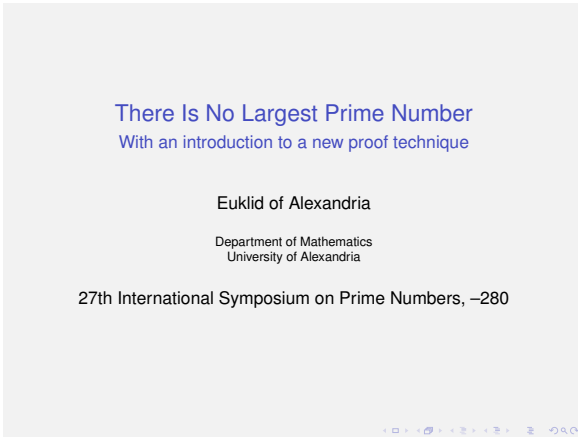 There Is No Largest Prime Number
With an introduction to a new proof technique
Euklid of Alexandria
Department of Mathematics
University of Alexandria
27th International Symposium on Prime Numbers, –280